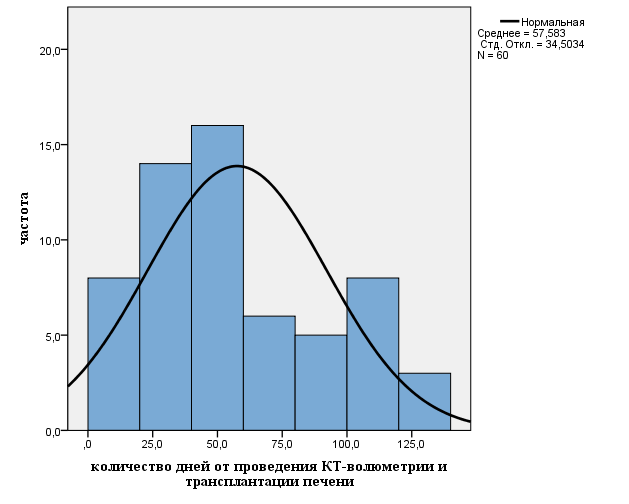 Нормальная
Среднее = 57,583
Стд. Откл. = 34,5034
N = 60
20,0
15,0
10,0
5,0
0,0
частота
,0 25,0 50,0 75,0 100,0 125,0
количество дней от проведения КТ-волюметрии и
трансплантации печени